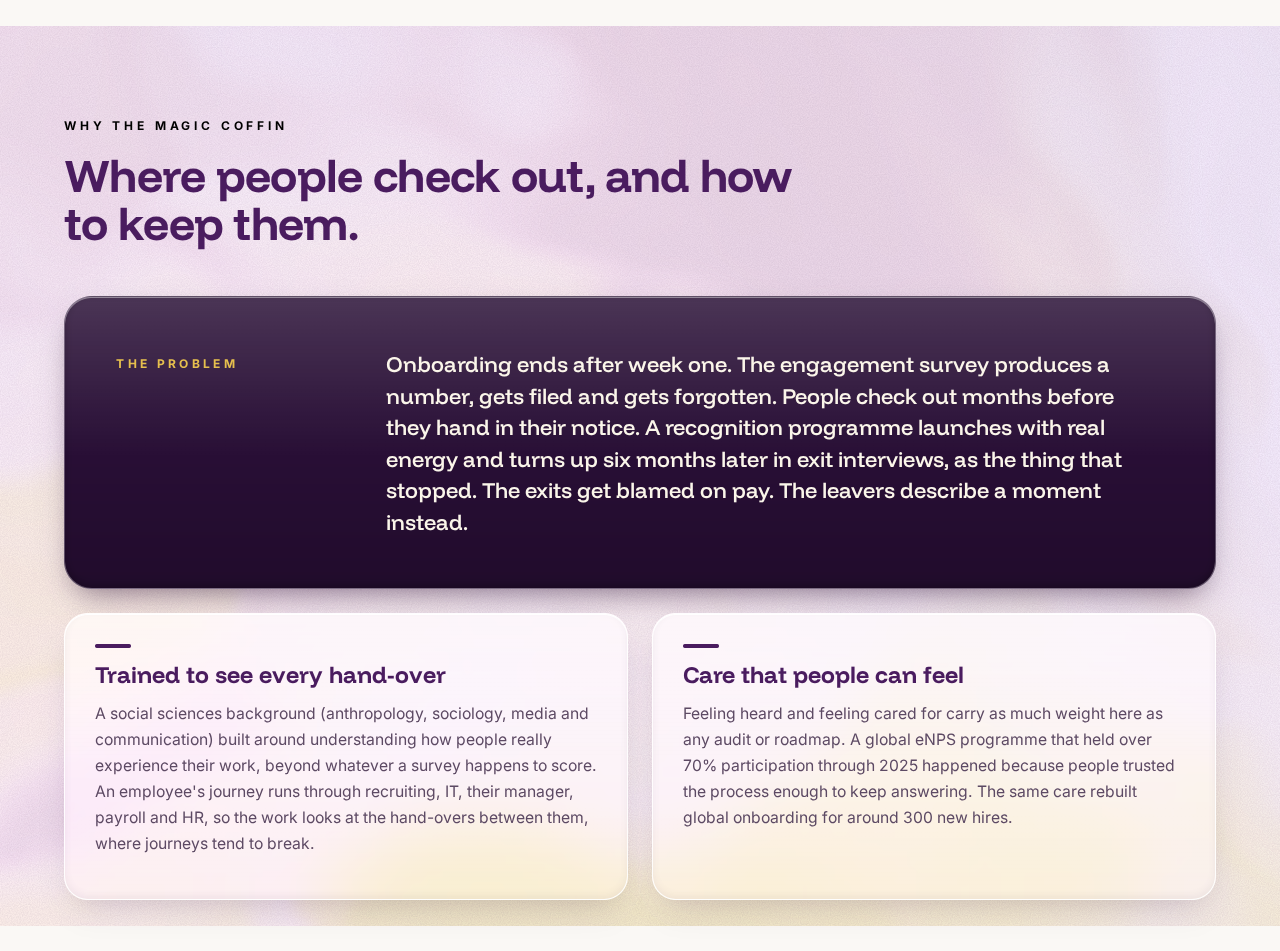 WHY THE MAGIC COFFIN
Where people check out, and how
to keep them.
THE PROBLEM
Onboarding ends after week one. The engagement survey produces a
number, gets filed and gets forgotten. People check out months before
they hand in their notice. A recognition programme launches with real
energy and turns up six months later in exit interviews, as the thing that
stopped. The exits get blamed on pay. The leavers describe a moment
instead.
Trained to see every hand-over
A social sciences background (anthropology, sociology, media and
communication) built around understanding how people really
experience their work, beyond whatever a survey happens to score.
An employee's journey runs through recruiting, IT, their manager,
payroll and HR, so the work looks at the hand-overs between them,
where journeys tend to break.
Care that people can feel
Feeling heard and feeling cared for carry as much weight here as
any audit or roadmap. A global eNPS programme that held over
70% participation through 2025 happened because people trusted
the process enough to keep answering. The same care rebuilt
global onboarding for around 300 new hires.